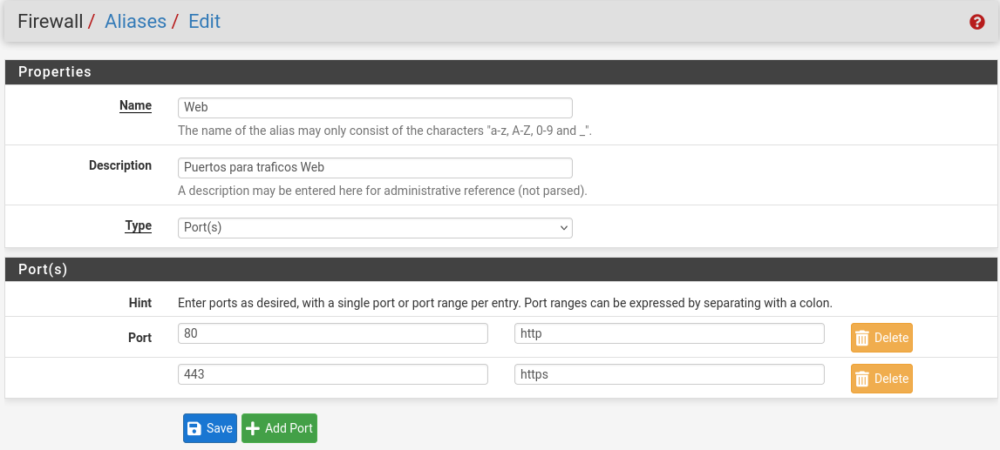 Firewall / Aliases / Edit
Properties
Name
Web
The name of the alias may only consist of the characters "a-z, A-Z, 0-9 and _".
Description
Puertos para traficos Web
A description may be entered here for administrative reference (not parsed).
Type
Port(s)
Port(s)
Hint
Enter ports as desired, with a single port or port range per entry. Port ranges can be expressed by separating with a colon.
Port
80
http
Delete
443
https
Delete
Save
Add Port